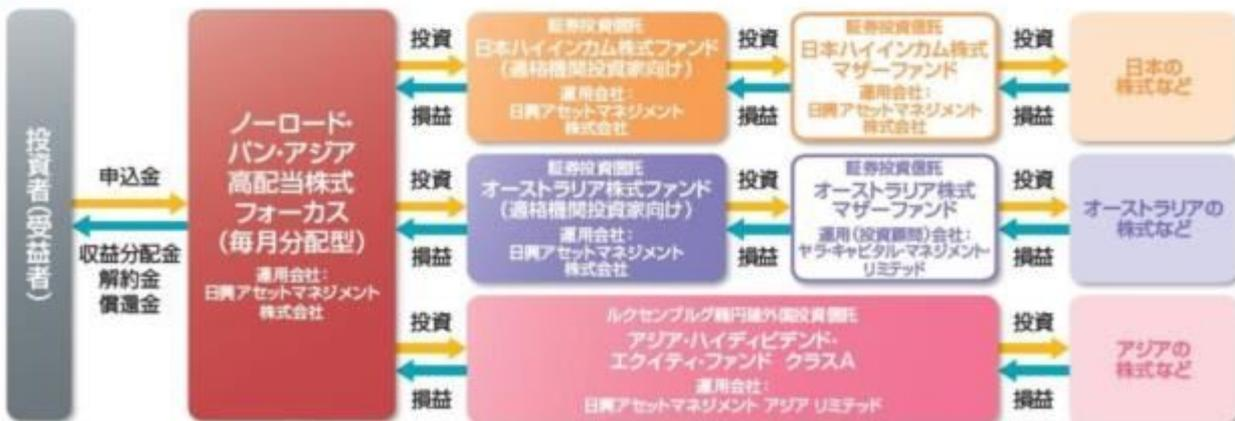 投資者(受益者)
申込金
収益分配金
解約金
償還金
ノーロード・
パン・アジア
高配当株式
フォーカス
(毎月分配型)
運用会社:
日興アセットマネジメント
株式会社
投資
損益
証券投資信託
日本ハイインカム株式ファンド
(適格機関投資家向け)
運用会社:
日興アセットマネジメント
株式会社
投資
損益
証券投資信託
日本ハイインカム株式
マザーファンド
運用会社:
日興アセットマネジメント
株式会社
投資
損益
日本の
株式など
投資
損益
証券投資信託
オーストラリア株式ファンド
(適格機関投資家向け)
運用会社:
日興アセットマネジメント
株式会社
投資
損益
証券投資信託
オーストラリア株式
マザーファンド
運用(投資顧問)会社:
ヤラ・キャピタル・マネジメント・
リミテッド
投資
損益
オーストラリアの
株式など
投資
損益
ルクセンブルグ籍円建外国投資信託
アジア・ハイディビデンド・
エクイティ・ファンド クラスA
運用会社:
日興アセットマネジメント アジア リミテッド
投資
損益
アジアの
株式など